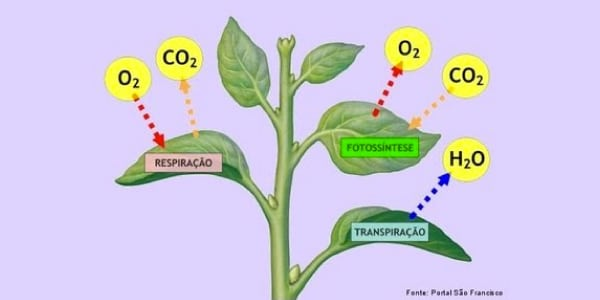 O₂
CO₂
O₂
CO₂
RESPIRAÇÃO
FOTOSSÍNTESE
H₂O
TRANSPIRAÇÃO
Fonte: Portal São Francisco